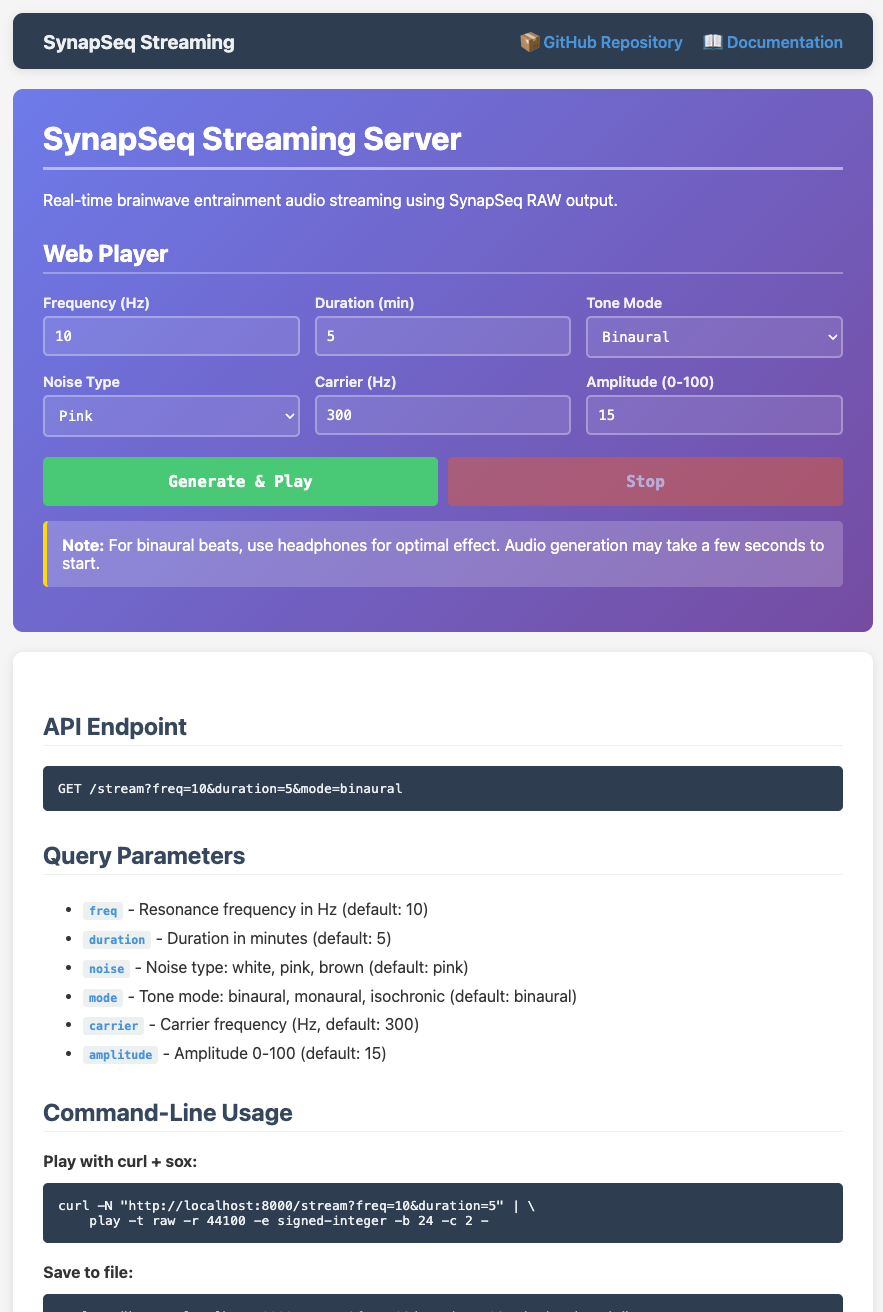 SynapSeq Streaming
📦 GitHub Repository 📖 Documentation
SynapSeq Streaming Server
Real-time brainwave entrainment audio streaming using SynapSeq RAW output.
Web Player
Frequency (Hz) Duration (min) Tone Mode
10 5 Binaural
Noise Type Carrier (Hz) Amplitude (0-100)
Pink 300 15
Generate & Play Stop
Note: For binaural beats, use headphones for optimal effect. Audio generation may take a few seconds to
start.
API Endpoint
GET /stream?freq=10&duration=5&mode=binaural
Query Parameters
• freq - Resonance frequency in Hz (default: 10)
• duration - Duration in minutes (default: 5)
• noise - Noise type: white, pink, brown (default: pink)
• mode - Tone mode: binaural, monaural, isochronic (default: binaural)
• carrier - Carrier frequency (Hz, default: 300)
• amplitude - Amplitude 0-100 (default: 15)
Command-Line Usage
Play with curl + sox:
curl -N "http://localhost:8000/stream?freq=10&duration=5" | \
play -t raw -r 44100 -e signed-integer -b 24 -c 2 -
Save to file: